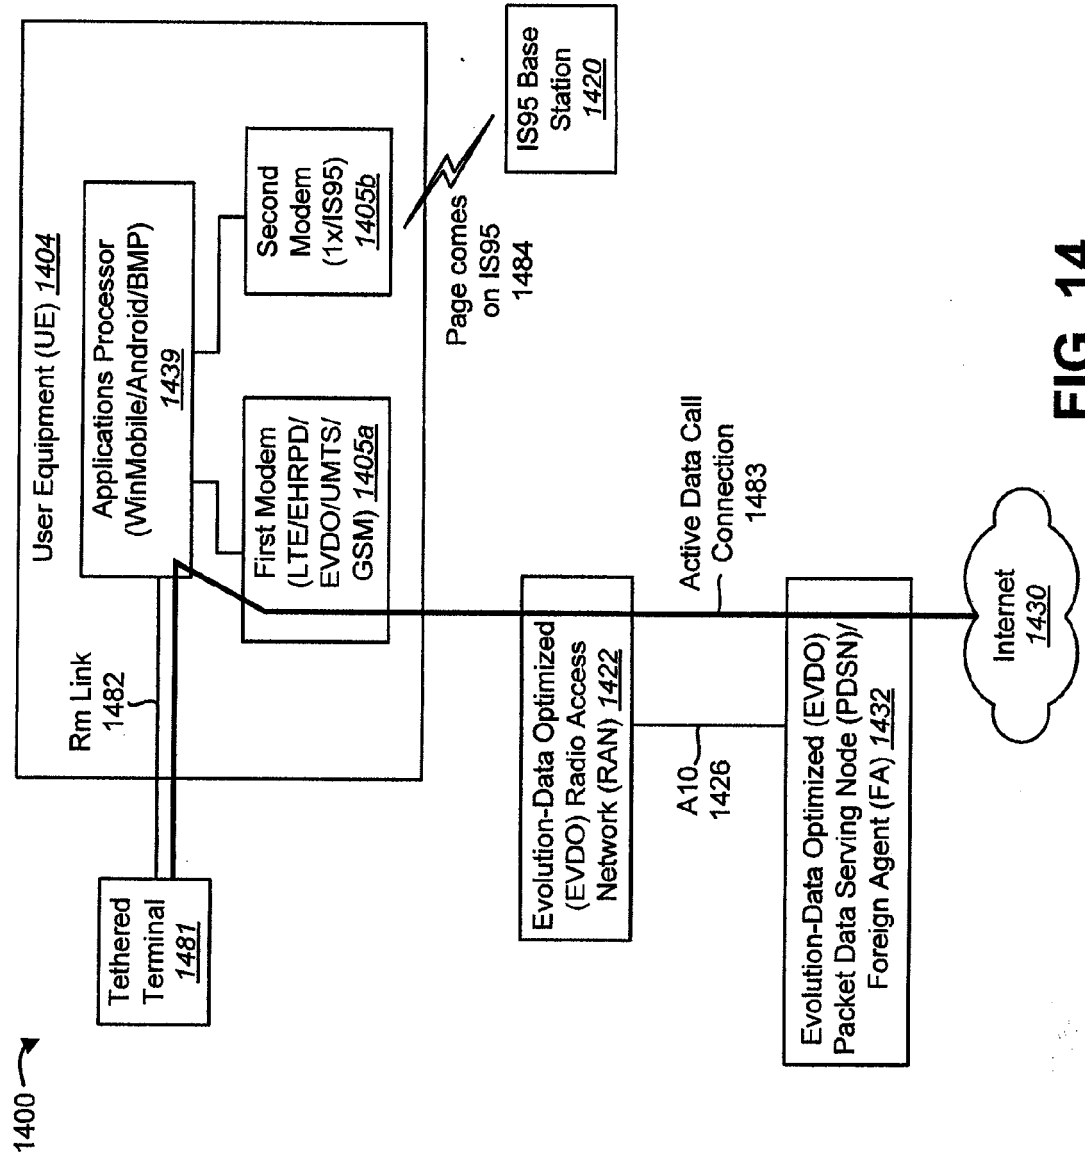 1400
Tethered
Terminal
1481
Rm Link
1482
User Equipment (UE) 1404
Applications Processor
(WinMobile/Android/BMP)
1439
First Modem
(LTE/EHRPD/
EVDO/UMTS/
GSM) 1405a
Second
Modem
(1x/IS95)
1405b
Page comes
on IS95
1484
IS95 Base
Station
1420
Evolution-Data Optimized
(EVDO) Radio Access
Network (RAN) 1422
A10
1426
Active Data Call
Connection
1483
Evolution-Data Optimized (EVDO)
Packet Data Serving Node (PDSN)/
Foreign Agent (FA) 1432
Internet
1430
FIG. 14